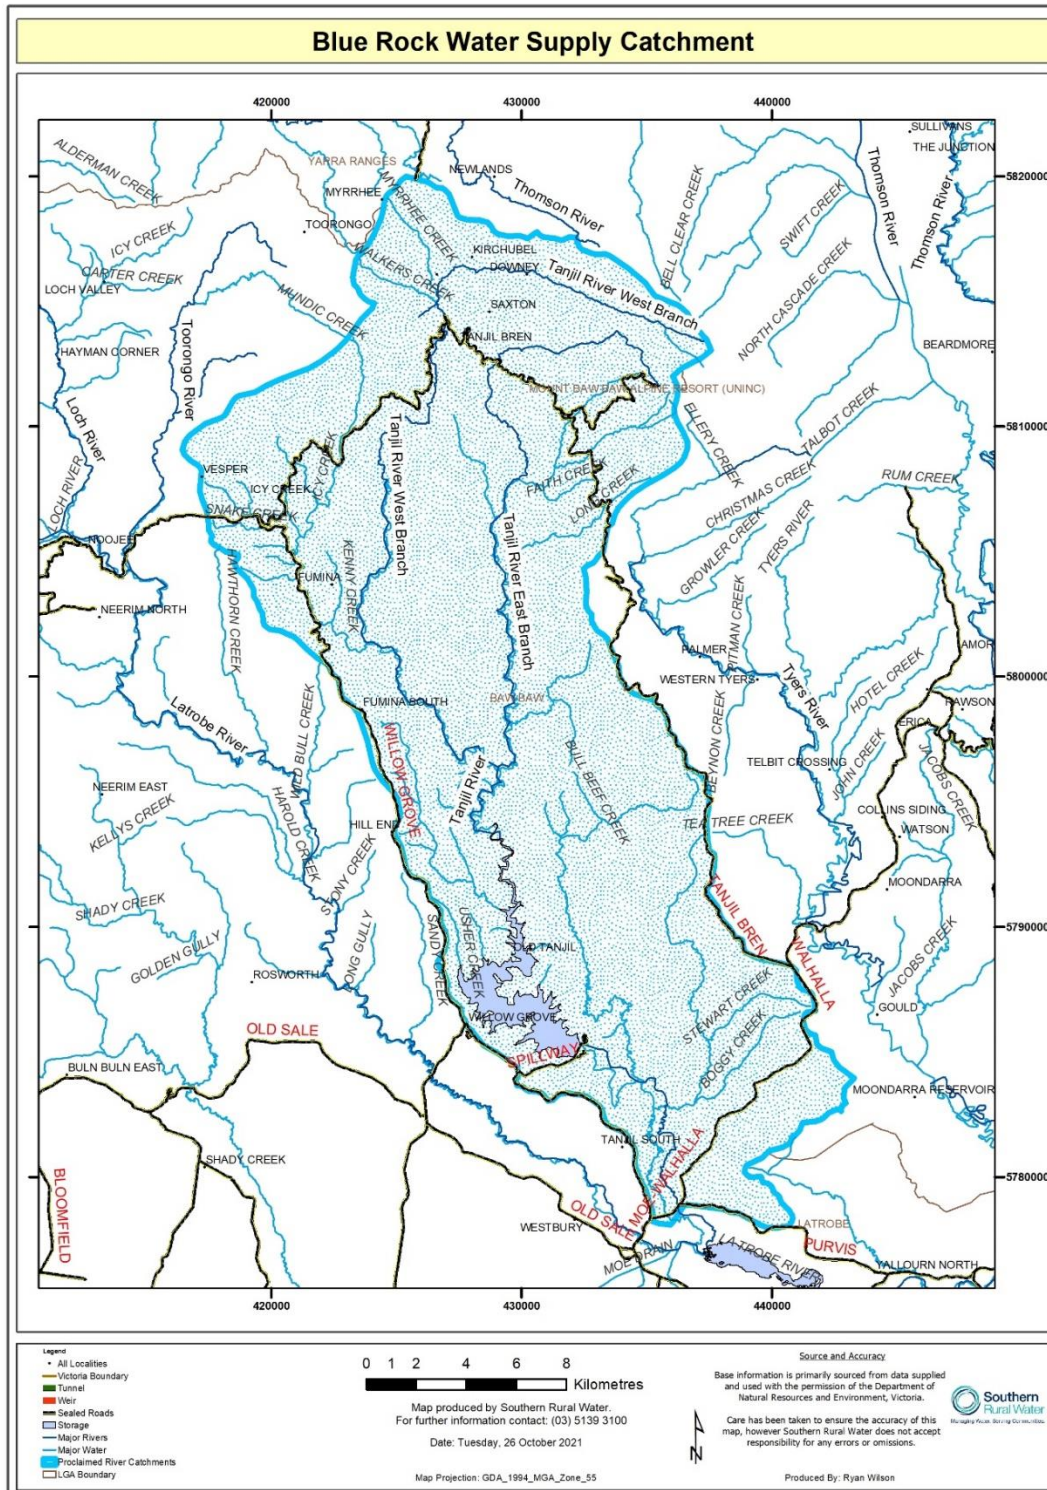 Blue Rock Water Supply Catchment
420000
430000
440000
SULLIVANS
THE JUNCTION
ALDERMAN CREEK
YARRA RANGES
NEWLANDS
5820000
MYRRHEE
MYRRHEE CREEK
Thomson River
BELL CLEAR CREEK
SWIFT CREEK
Thomson River
Thomson River
TOORONGO
ICY CREEK
WALKERS CREEK
KIRCHUBEL
DOWNEY
Tanjil River West Branch
CARTER CREEK
LOCH VALLEY
MUNDIC CREEK
SAXTON
NORTH CASCADE CREEK
TANJIL BREN
BEARDMORE
HAYMAN CORNER
Toorongo River
MOUNT BAW BAW ALPINE RESORT (UNINC)
Loch River
Tanjil River West Branch
ELLERY CREEK
TALBOT CREEK
5810000
VESPER
ICY CREEK
ICY CREEK
FAITH CREEK
LONG CREEK
RUM CREEK
LOCH RIVER
SNAKE CREEK
CHRISTMAS CREEK
NOOJEE
Tanjil River East Branch
GROWLER CREEK
TYERS RIVER
HAWTHORN CREEK
KENNY CREEK
FUMINA
NEERIM NORTH
PITMAN CREEK
PALMER
AMOR
WESTERN TYERS
Tyers River
HOTEL CREEK
5800000
Latrobe River
FUMINA SOUTH
BAW BAW
RAWSON
ERICA
WILD BULL CREEK
WILLOW GROVE
Tanjil River
BULL BEEF CREEK
BEYNON CREEK
TELBIT CROSSING
JOHN CREEK
JACOBS CREEK
NEERIM EAST
KELLYS CREEK
HAROLD CREEK
HILL END
TEA TREE CREEK
COLLINS SIDING
WATSON
STONY CREEK
TANJIL BREN
MOONDARRA
SHADY CREEK
SANDY CREEK
USHER CREEK
OLD TANJIL
5790000
GOLDEN GULLY
LONG GULLY
WALHALLA
JACOBS CREEK
ROSWORTH
STEWART CREEK
GOULD
WILLOW GROVE
OLD SALE
SPILLWAY
BOGGY CREEK
BULN BULN EAST
MOONDARRA RESERVOIR
TANJIL SOUTH
SHADY CREEK
MOE-WALHALLA
5780000
BLOOMFIELD
WESTBURY
OLD SALE
LATROBE
PURVIS
MOE DRAIN
LA TROBE RIVER
YALLOURN NORTH
420000
430000
440000
Legend
All Localities
Victoria Boundary
Tunnel
Weir
Sealed Roads
Storage
Major Rivers
Major Water
Proclaimed River Catchments
LGA Boundary
0 1 2 4 6 8
Kilometres
Map produced by Southern Rural Water.
For further information contact: (03) 5139 3100
Date: Tuesday, 26 October 2021
Map Projection: GDA_1994_MGA_Zone_55
N
Source and Accuracy
Base information is primarily sourced from data supplied
and used with the permission of the Department of
Natural Resources and Environment, Victoria.
Care has been taken to ensure the accuracy of this
map, however Southern Rural Water does not accept
responsibility for any errors or omissions.
Produced By: Ryan Wilson
Southern
Rural Water
Managing Water. Serving Communities.